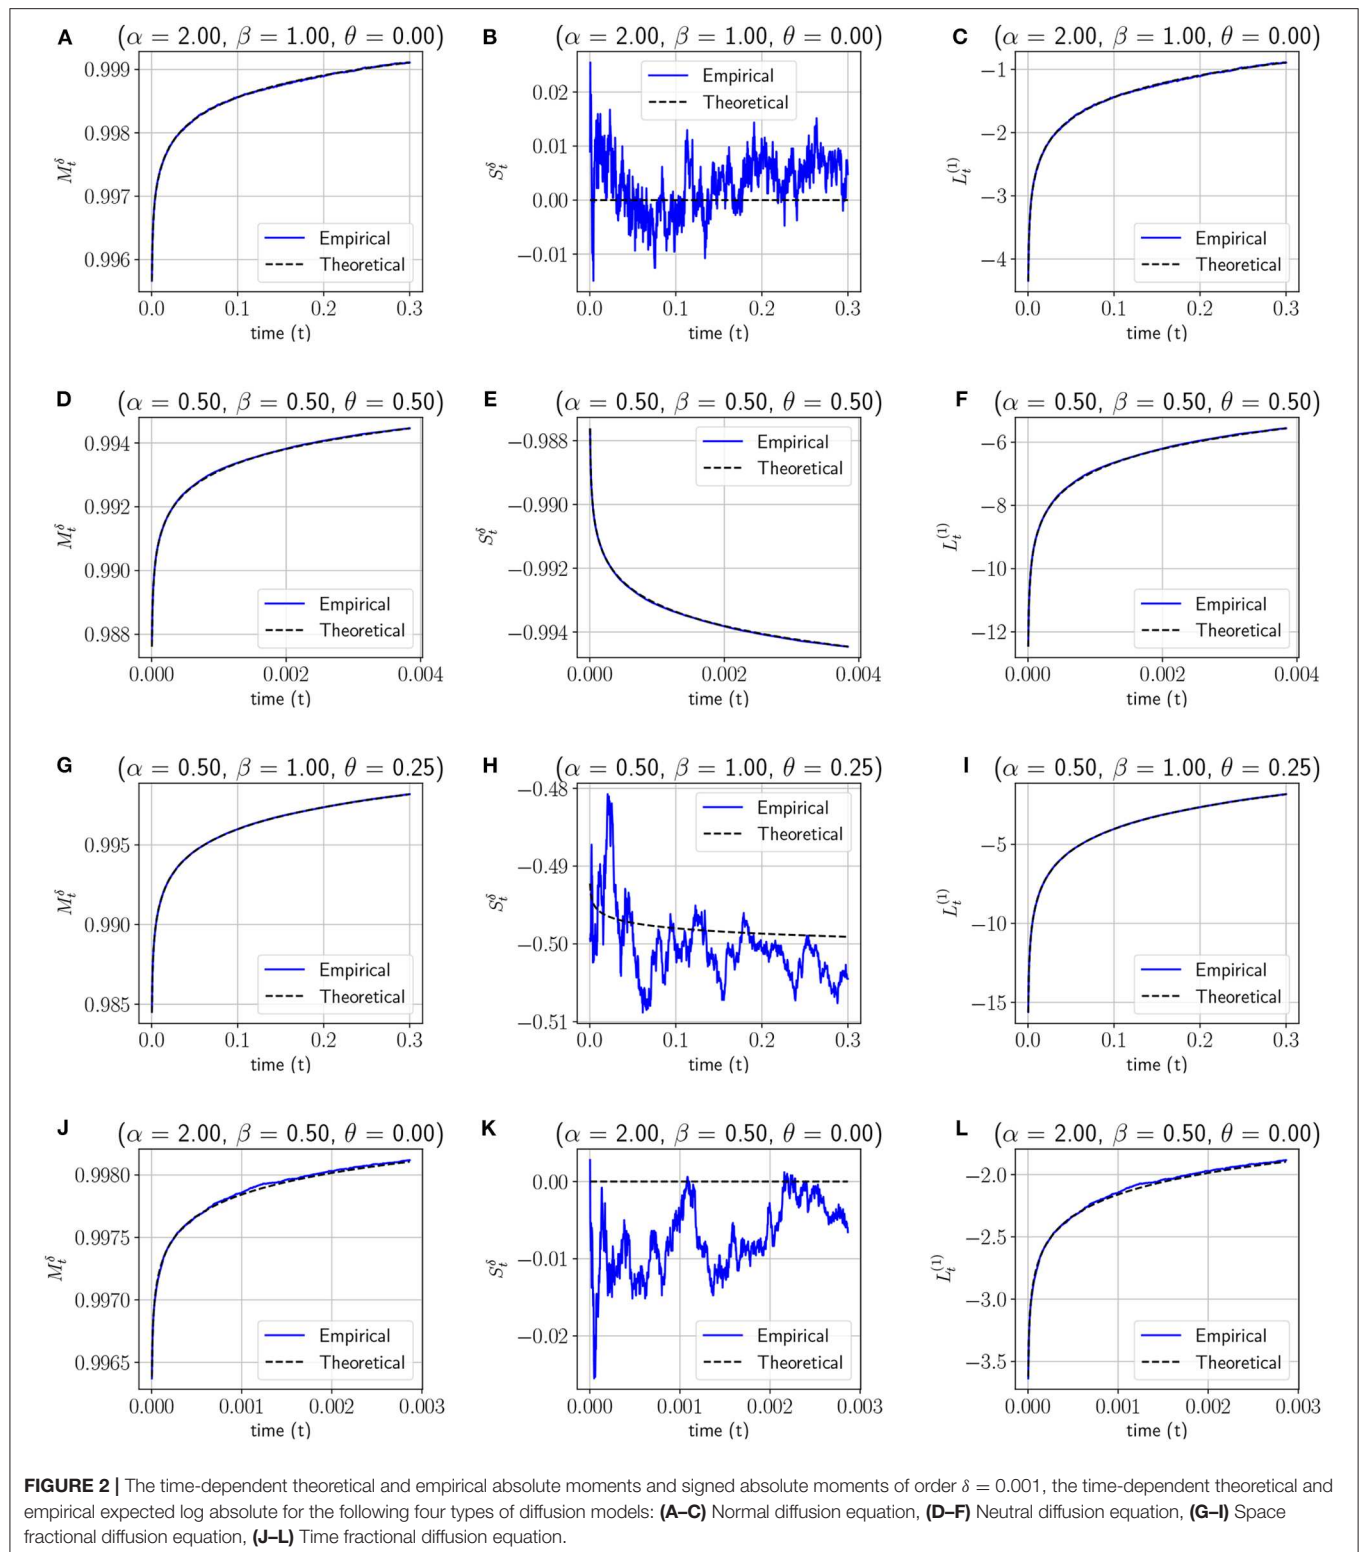 A (α = 2.00, β = 1.00, θ = 0.00)
0.999
0.998
0.997
0.996
M_t^δ
Empirical
Theoretical
0.0 0.1 0.2 0.3
time (t)
B (α = 2.00, β = 1.00, θ = 0.00)
Empirical
Theoretical
0.02
0.01
0.00
−0.01
S_t^δ
0.0 0.1 0.2 0.3
time (t)
C (α = 2.00, β = 1.00, θ = 0.00)
−1
−2
−3
−4
L_t^(1)
Empirical
Theoretical
0.0 0.1 0.2 0.3
time (t)
D (α = 0.50, β = 0.50, θ = 0.50)
0.994
0.992
0.990
0.988
M_t^δ
Empirical
Theoretical
0.000 0.002 0.004
time (t)
E (α = 0.50, β = 0.50, θ = 0.50)
Empirical
Theoretical
−0.988
−0.990
−0.992
−0.994
S_t^δ
0.000 0.002 0.004
time (t)
F (α = 0.50, β = 0.50, θ = 0.50)
−6
−8
−10
−12
L_t^(1)
Empirical
Theoretical
0.000 0.002 0.004
time (t)
G (α = 0.50, β = 1.00, θ = 0.25)
0.995
0.990
0.985
M_t^δ
Empirical
Theoretical
0.0 0.1 0.2 0.3
time (t)
H (α = 0.50, β = 1.00, θ = 0.25)
Empirical
Theoretical
−0.48
−0.49
−0.50
−0.51
S_t^δ
0.0 0.1 0.2 0.3
time (t)
I (α = 0.50, β = 1.00, θ = 0.25)
−5
−10
−15
L_t^(1)
Empirical
Theoretical
0.0 0.1 0.2 0.3
time (t)
J (α = 2.00, β = 0.50, θ = 0.00)
0.9980
0.9975
0.9970
0.9965
M_t^δ
Empirical
Theoretical
0.000 0.001 0.002 0.003
time (t)
K (α = 2.00, β = 0.50, θ = 0.00)
0.00
−0.01
−0.02
S_t^δ
Empirical
Theoretical
0.000 0.001 0.002 0.003
time (t)
L (α = 2.00, β = 0.50, θ = 0.00)
−2.0
−2.5
−3.0
−3.5
L_t^(1)
Empirical
Theoretical
0.000 0.001 0.002 0.003
time (t)
FIGURE 2 | The time-dependent theoretical and empirical absolute moments and signed absolute moments of order δ = 0.001, the time-dependent theoretical and
empirical expected log absolute for the following four types of diffusion models: (A–C) Normal diffusion equation, (D–F) Neutral diffusion equation, (G–I) Space
fractional diffusion equation, (J–L) Time fractional diffusion equation.